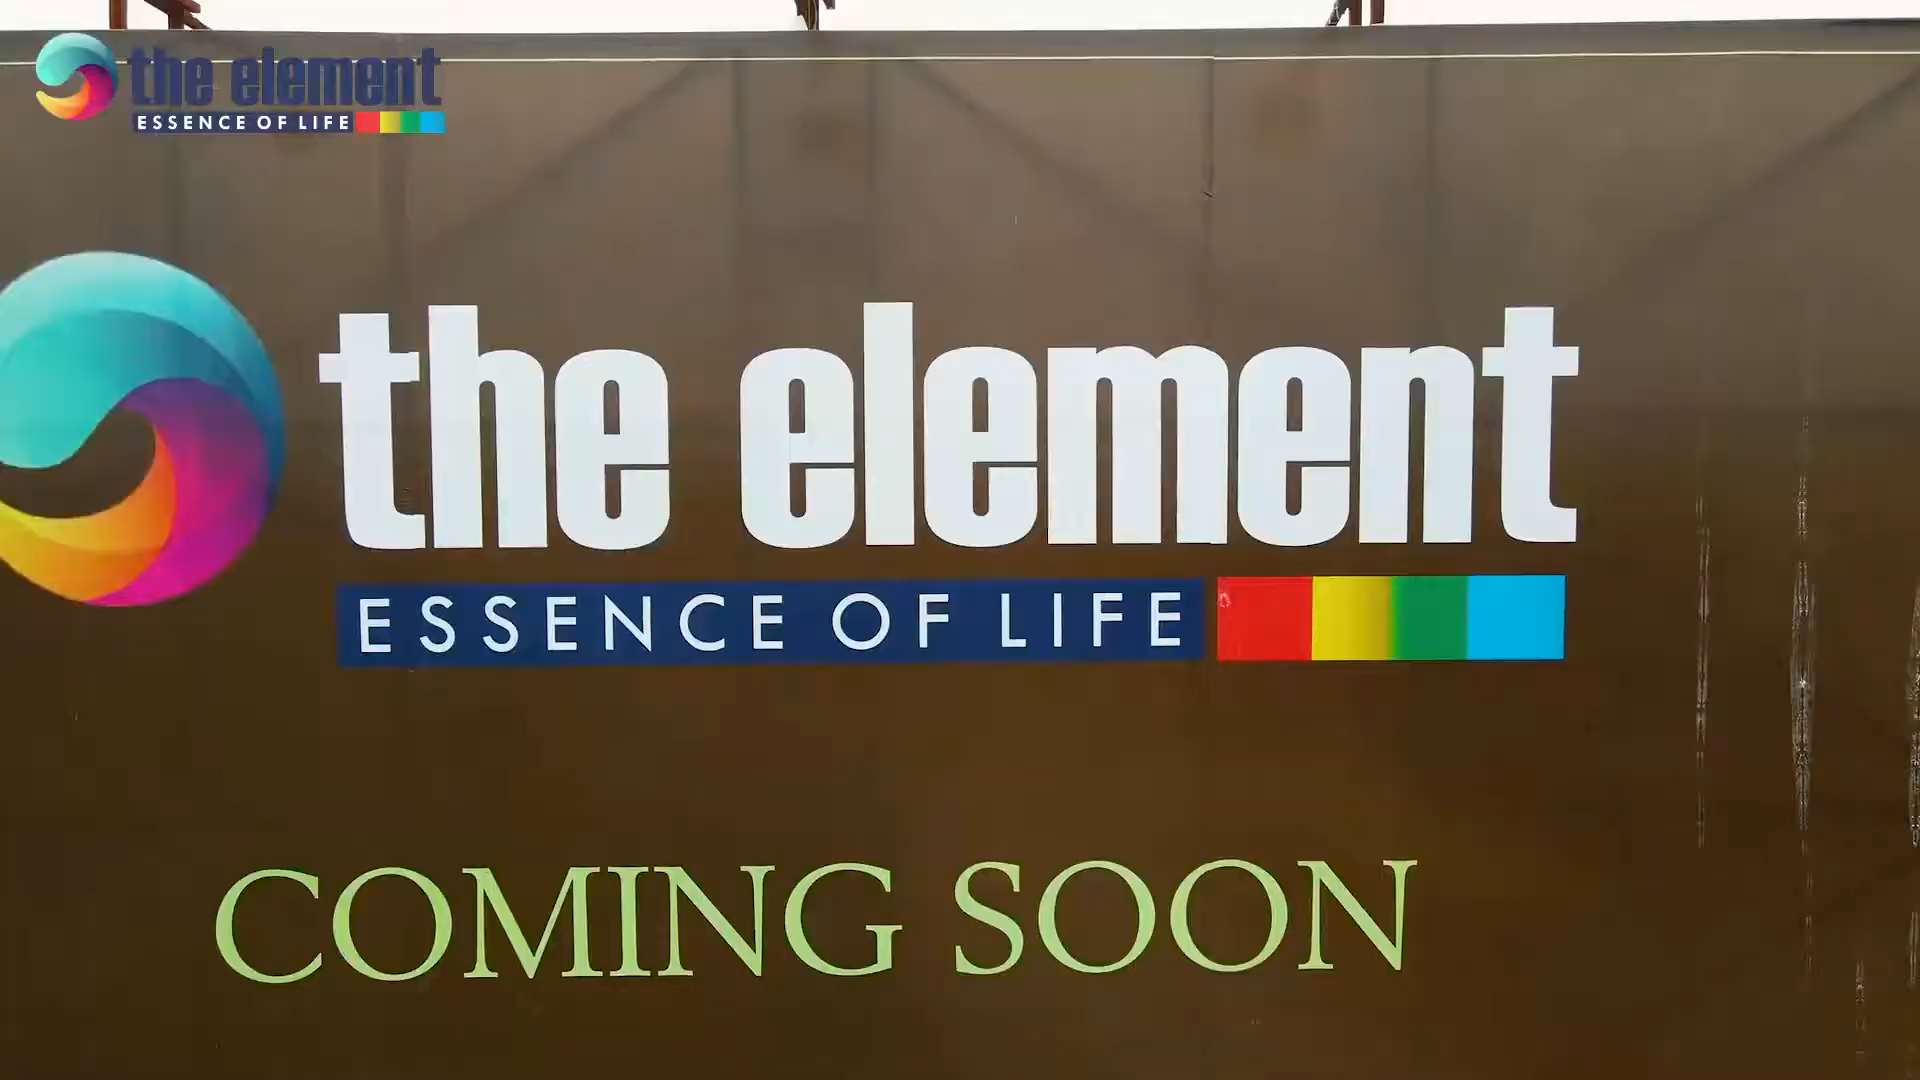 the element
ESSENCE OF LIFE
the element
ESSENCE OF LIFE
COMING SOON